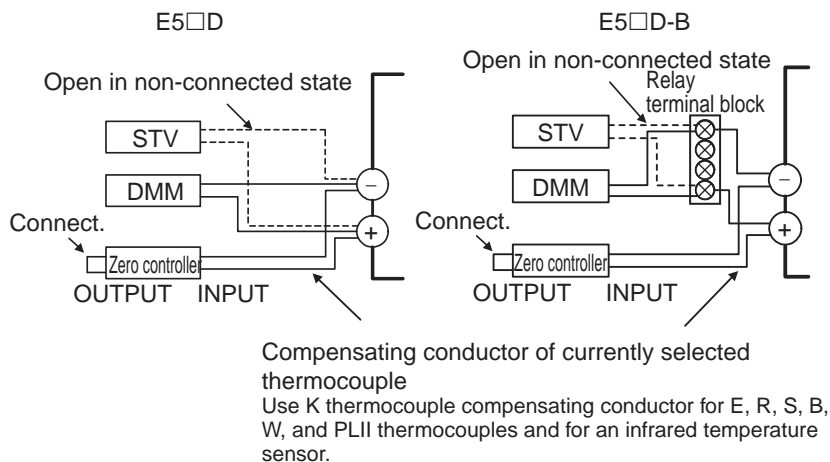 E5□D
Open in non-connected state
STV
DMM
Connect.
Zero controller
OUTPUT INPUT
−
+
E5□D-B
Open in non-connected state
Relay
terminal block
STV
DMM
Connect.
Zero controller
OUTPUT INPUT
−
+
Compensating conductor of currently selected
thermocouple
Use K thermocouple compensating conductor for E, R, S, B,
W, and PLII thermocouples and for an infrared temperature
sensor.